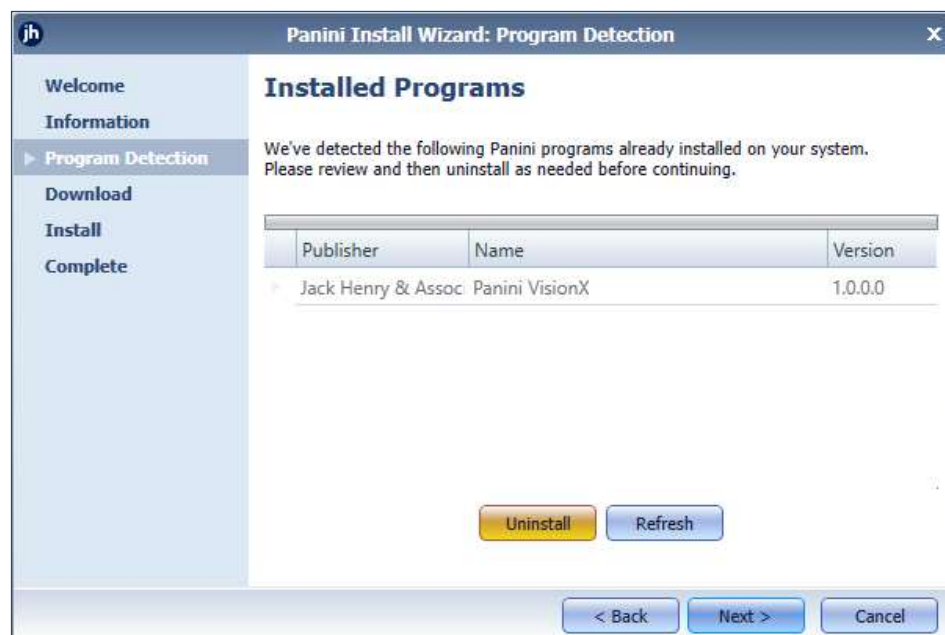 jh
Panini Install Wizard: Program Detection
X
Welcome
Information
Program Detection
Download
Install
Complete
Installed Programs
We've detected the following Panini programs already installed on your system.
Please review and then uninstall as needed before continuing.
Publisher Name Version
Jack Henry & Assoc Panini VisionX 1.0.0.0
Uninstall Refresh
< Back Next > Cancel